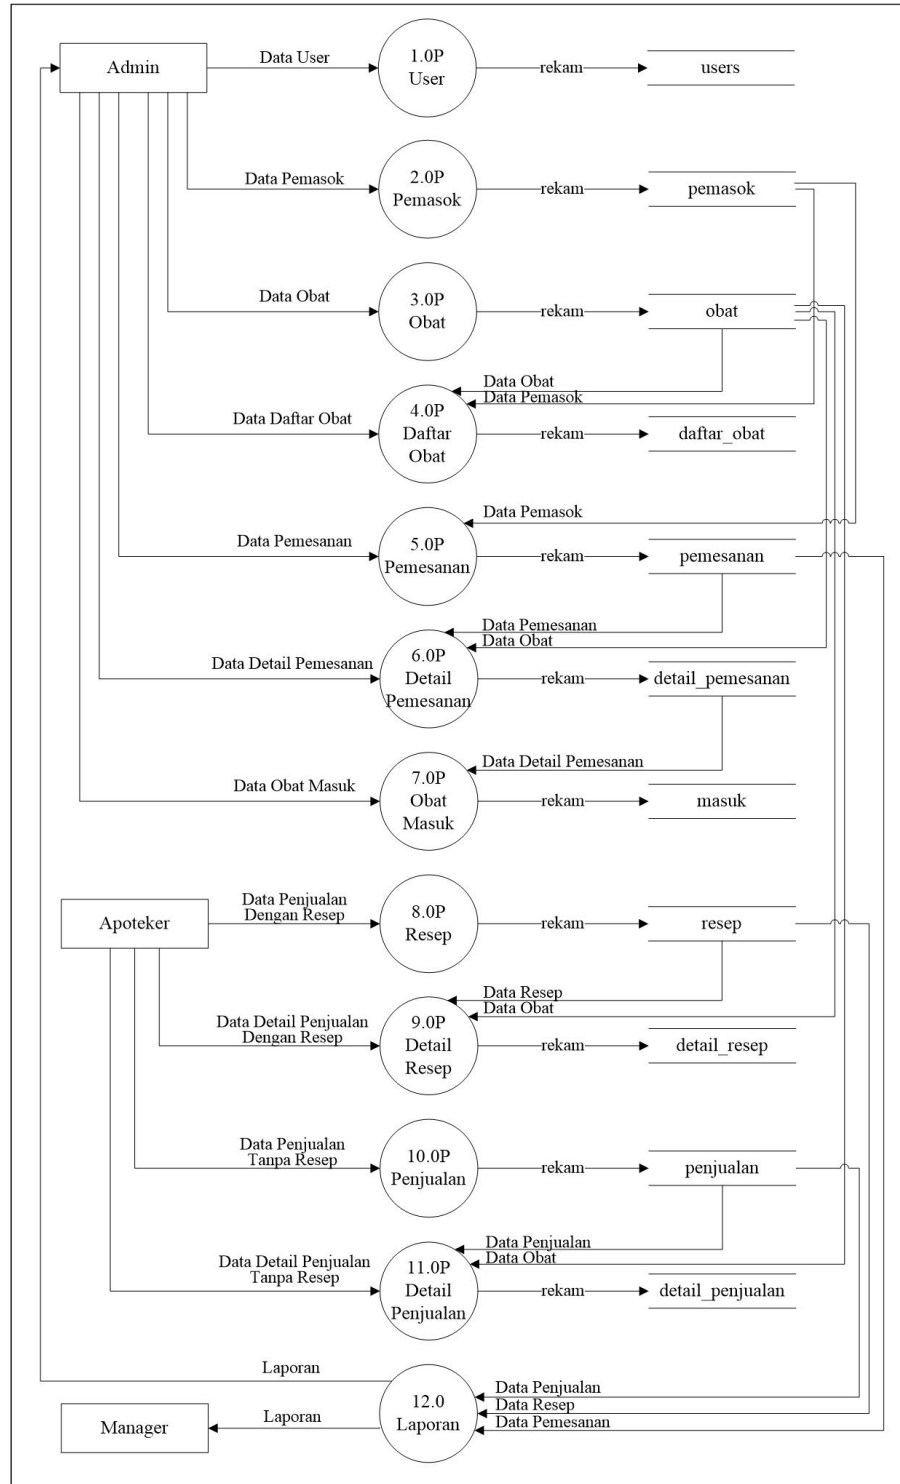 Admin
Data User
1.0P
User
rekam
users
Data Pemasok
2.0P
Pemasok
rekam
pemasok
Data Obat
3.0P
Obat
rekam
obat
Data Obat
Data Pemasok
Data Daftar Obat
4.0P
Daftar
Obat
rekam
daftar_obat
Data Pemasok
Data Pemesanan
5.0P
Pemesanan
rekam
pemesanan
Data Pemesanan
Data Obat
Data Detail Pemesanan
6.0P
Detail
Pemesanan
rekam
detail_pemesanan
Data Detail Pemesanan
Data Obat Masuk
7.0P
Obat
Masuk
rekam
masuk
Apoteker
Data Penjualan
Dengan Resep
8.0P
Resep
rekam
resep
Data Resep
Data Obat
Data Detail Penjualan
Dengan Resep
9.0P
Detail
Resep
rekam
detail_resep
Data Penjualan
Tanpa Resep
10.0P
Penjualan
rekam
penjualan
Data Penjualan
Data Obat
Data Detail Penjualan
Tanpa Resep
11.0P
Detail
Penjualan
rekam
detail_penjualan
Laporan
12.0
Laporan
Data Penjualan
Data Resep
Data Pemesanan
Manager
Laporan